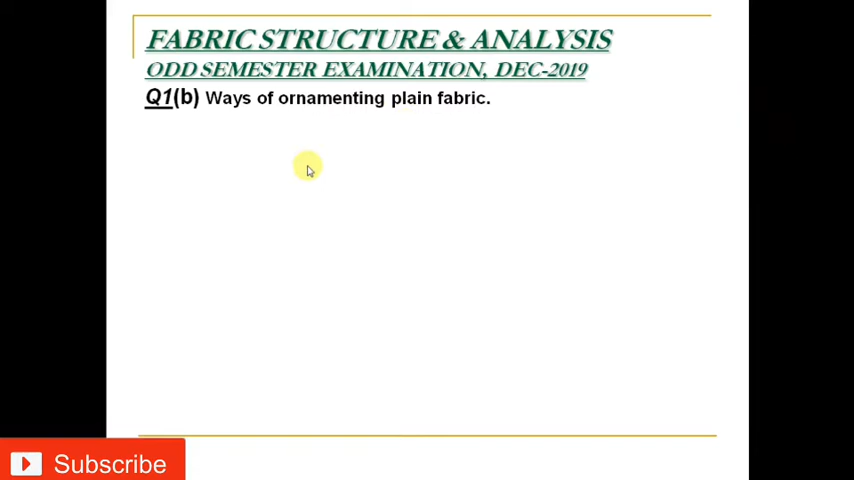 FABRIC STRUCTURE & ANALYSIS
ODD SEMESTER EXAMINATION, DEC-2019
Q1(b) Ways of ornamenting plain fabric.
Subscribe